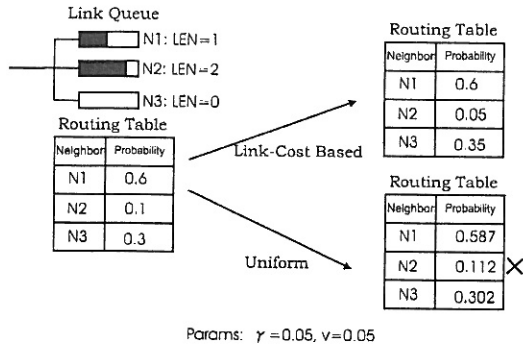 Link Queue
N1: LEN=1
N2: LEN=2
N3: LEN=0
Routing Table
Neighbor Probability
N1 0.6
N2 0.1
N3 0.3
Link-Cost Based
Uniform
Routing Table
Neighbor Probability
N1 0.6
N2 0.05
N3 0.35
Routing Table
Neighbor Probability
N1 0.587
N2 0.112
N3 0.302
Params: γ=0.05, v=0.05